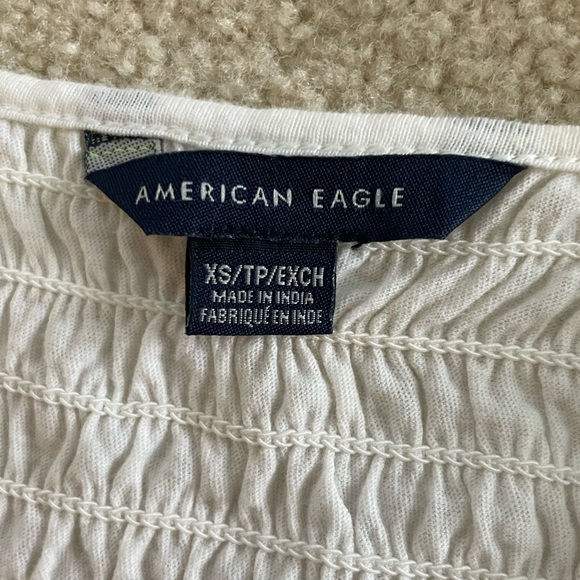 AMERICAN EAGLE
XS/TP/EXCH
MADE IN INDIA
FABRIQUÉ EN INDE